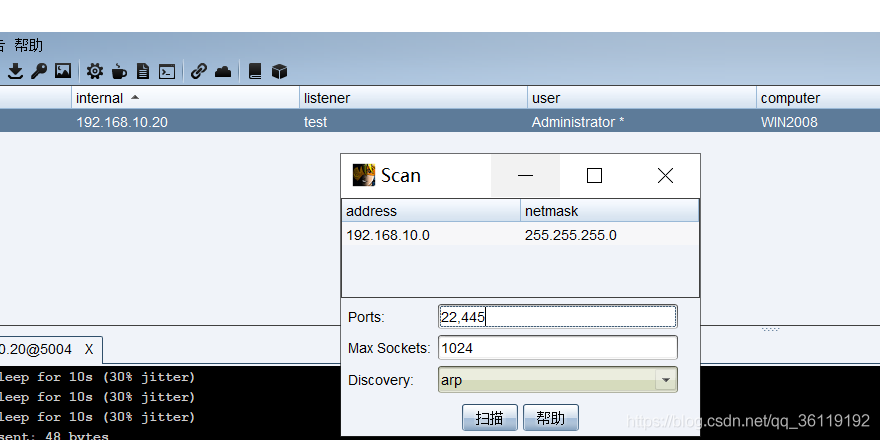 告 帮助
internal listener user computer
192.168.10.20 test Administrator * WIN2008
Scan
address netmask
192.168.10.0 255.255.255.0
Ports: 22,445
Max Sockets: 1024
Discovery: arp
扫描 帮助
0.20@5004 X
leep for 10s (30% jitter)
leep for 10s (30% jitter)
leep for 10s (30% jitter)
sent: 48 bytes
https://blog.csdn.net/qq_36119192